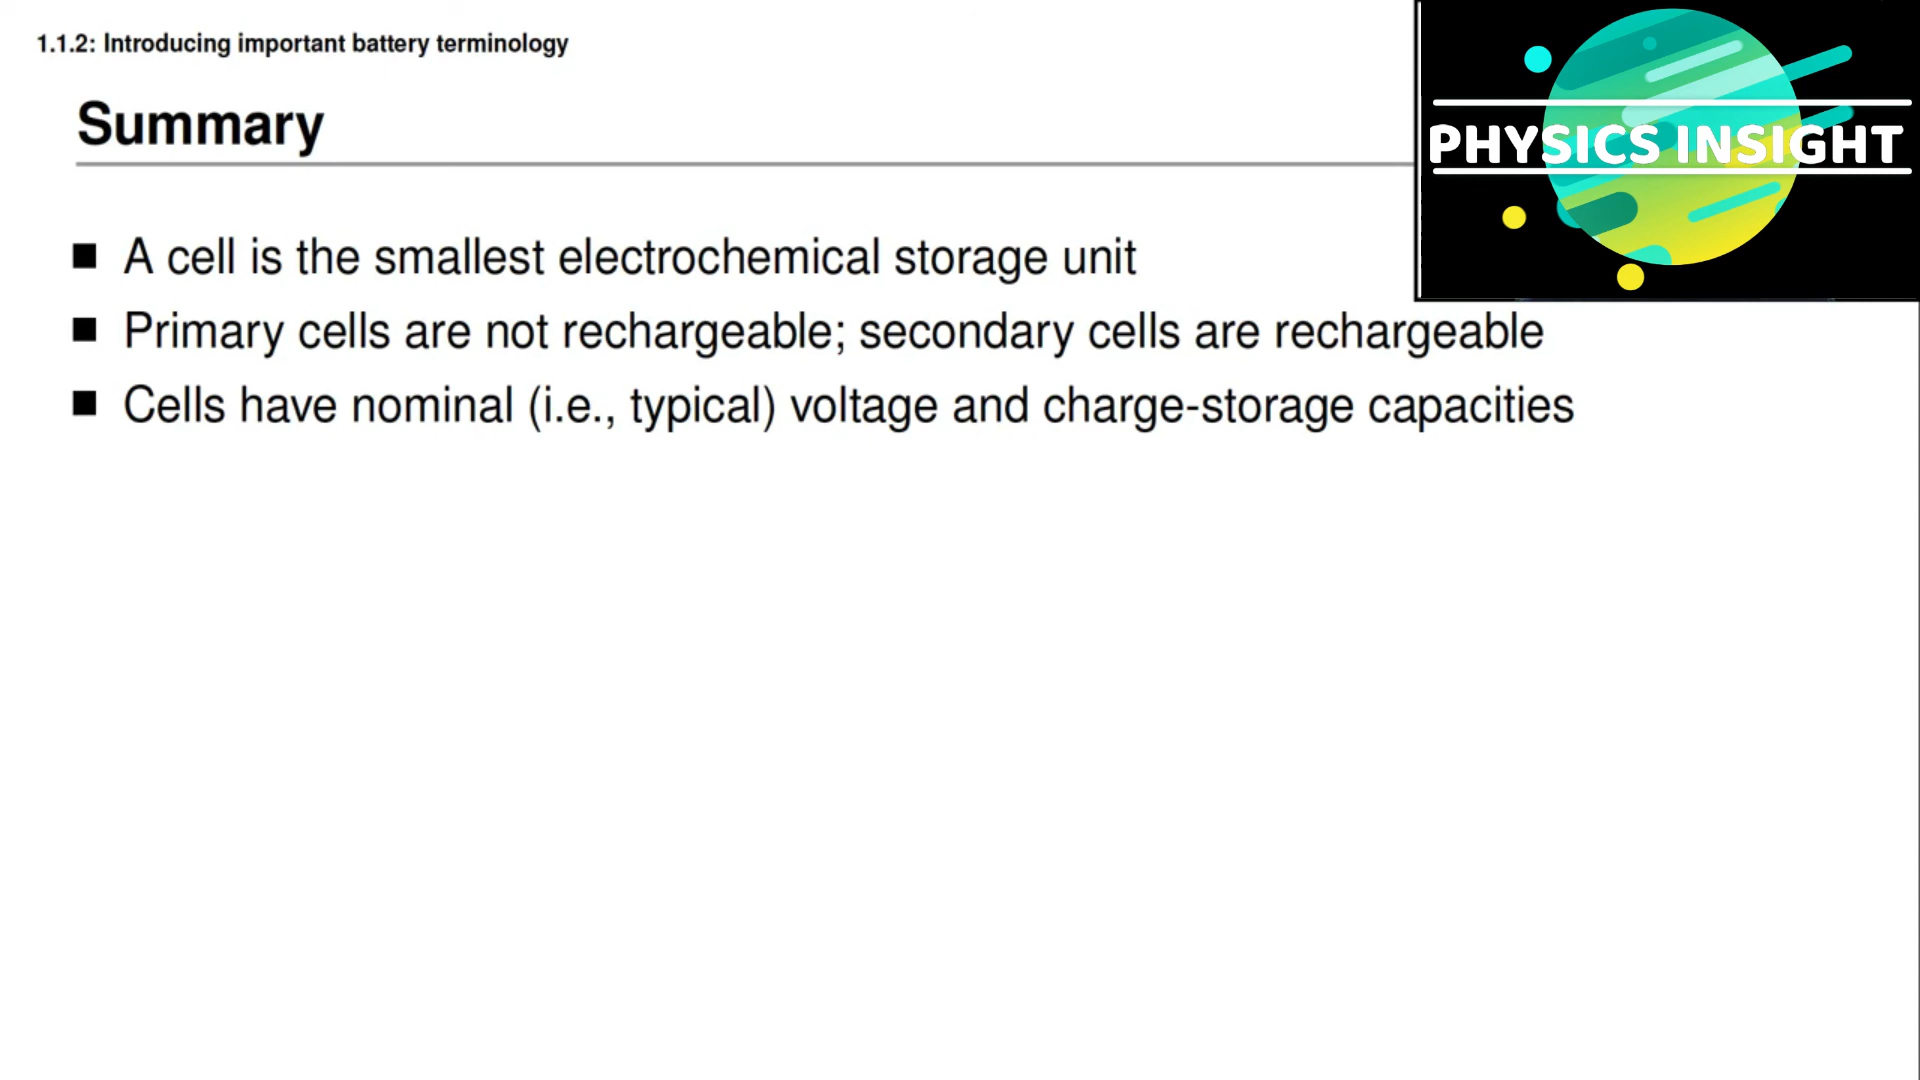 1.1.2: Introducing important battery terminology
Summary
PHYSICS INSIGHT
■ A cell is the smallest electrochemical storage unit
■ Primary cells are not rechargeable; secondary cells are rechargeable
■ Cells have nominal (i.e., typical) voltage and charge-storage capacities